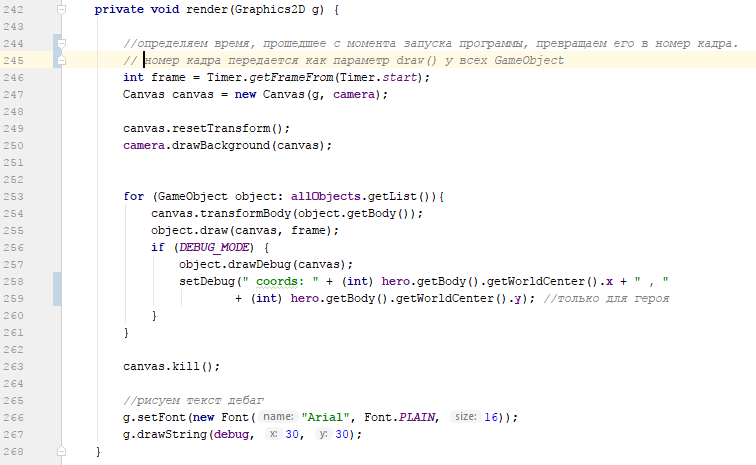 242 private void render(Graphics2D g) {
243
244 //определяем время, прошедшее с момента запуска программы, превращаем его в номер кадра.
245 // номер кадра передается как параметр draw() у всех GameObject
246 int frame = Timer.getFrameFrom(Timer.start);
247 Canvas canvas = new Canvas(g, camera);
248
249 canvas.resetTransform();
250 camera.drawBackground(canvas);
251
252
253 for (GameObject object: allObjects.getList()){
254 canvas.transformBody(object.getBody());
255 object.draw(canvas, frame);
256 if (DEBUG_MODE) {
257 object.drawDebug(canvas);
258 setDebug(" coords: " + (int) hero.getBody().getWorldCenter().x + " , "
259 + (int) hero.getBody().getWorldCenter().y); //только для героя
260 }
261 }
262
263 canvas.kill();
264
265 //рисуем текст дебаг
266 g.setFont(new Font( name: "Arial", Font.PLAIN, size: 16));
267 g.drawString(debug, x: 30, y: 30);
268 }